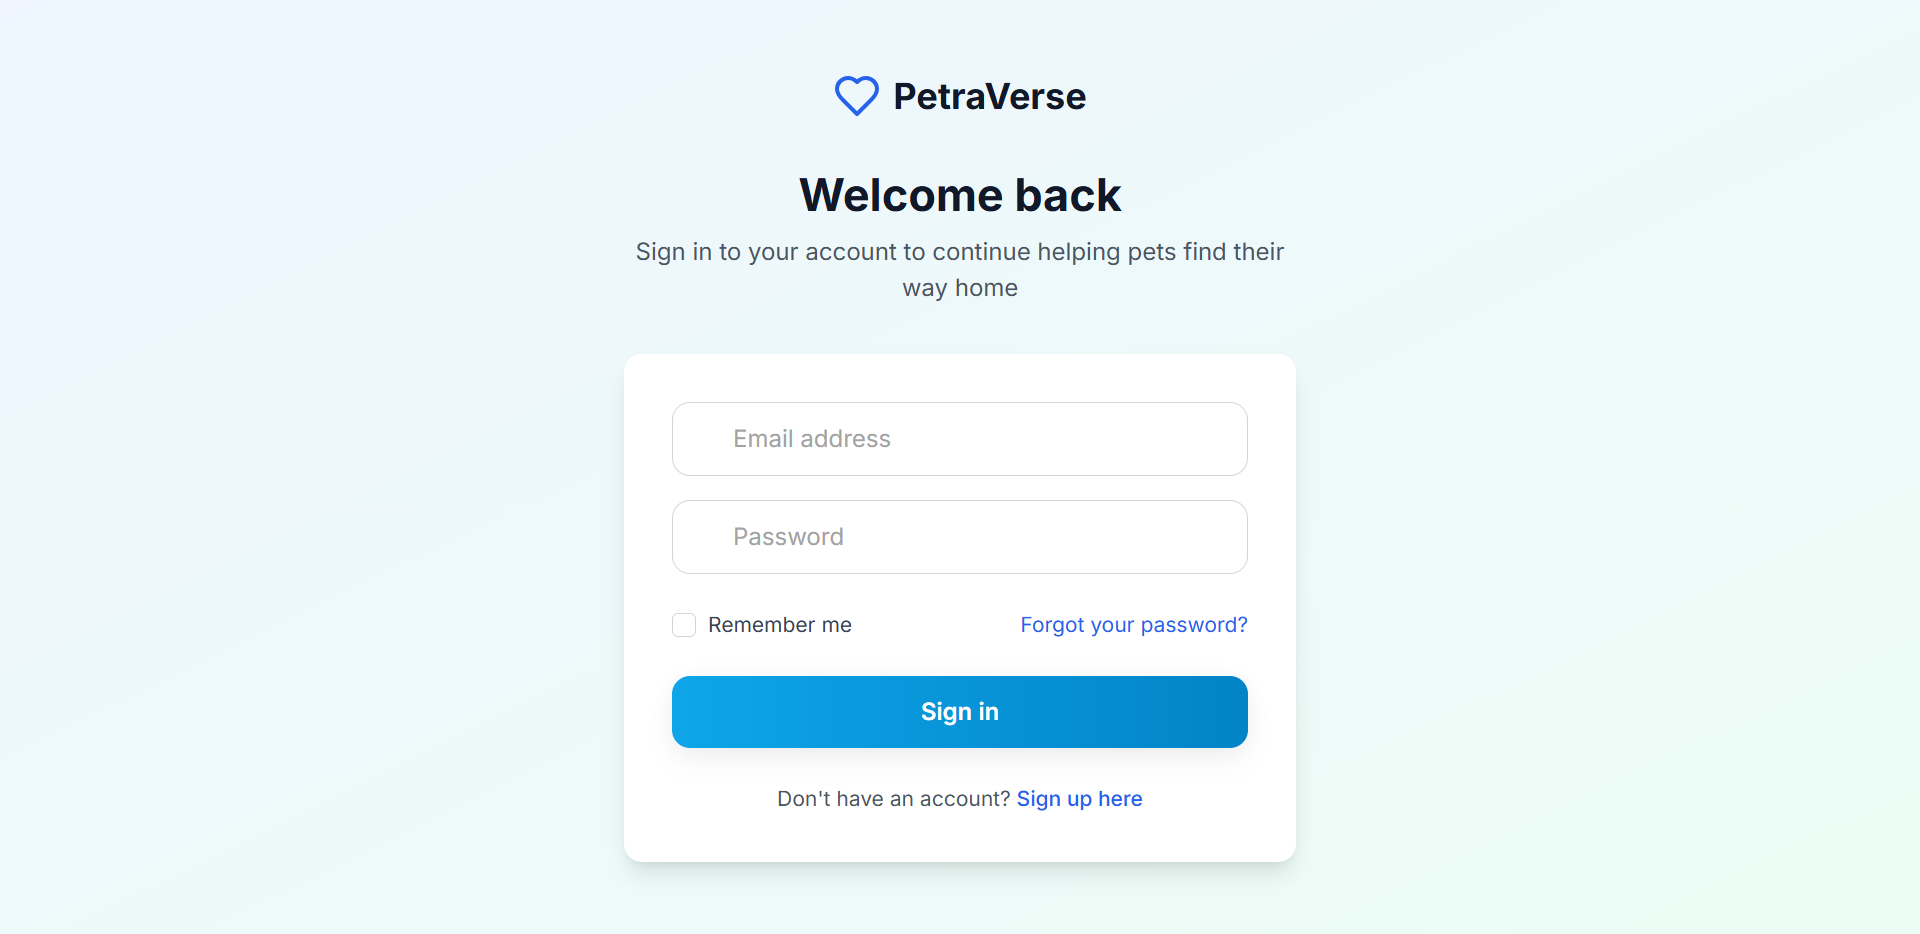 PetraVerse
Welcome back
Sign in to your account to continue helping pets find their
way home
Email address
Password
Remember me
Forgot your password?
Sign in
Don't have an account? Sign up here